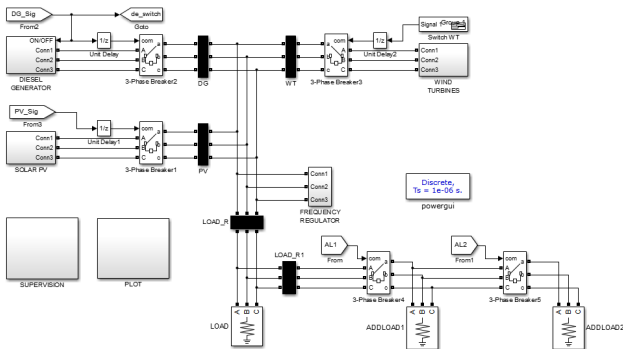 DG_Sig
From2
de_switch
Goto
ON/OFF
Conn1
Conn2
Conn3
DIESEL
GENERATOR
1/z
Unit Delay
com
A
B
C
a
b
c
3-Phase Breaker2
DG
WT
com
A
B
C
a
b
c
3-Phase Breaker3
1/z
Unit Delay2
Signal 1
Switch WT
Conn1
Conn2
Conn3
WIND
TURBINES
PV_Sig
From3
Conn1
Conn2
Conn3
SOLAR PV
1/z
Unit Delay1
com
A
B
C
a
b
c
3-Phase Breaker1
PV
Conn1
Conn2
Conn3
FREQUENCY
REGULATOR
Discrete,
Ts = 1e-06 s.
powergui
LOAD_R
SUPERVISION
PLOT
LOAD_R1
AL1
From
com
A
B
C
a
b
c
3-Phase Breaker4
AL2
From1
com
A
B
C
a
b
c
3-Phase Breaker5
A B C
LOAD
A B C
ADDLOAD1
A B C
ADDLOAD2